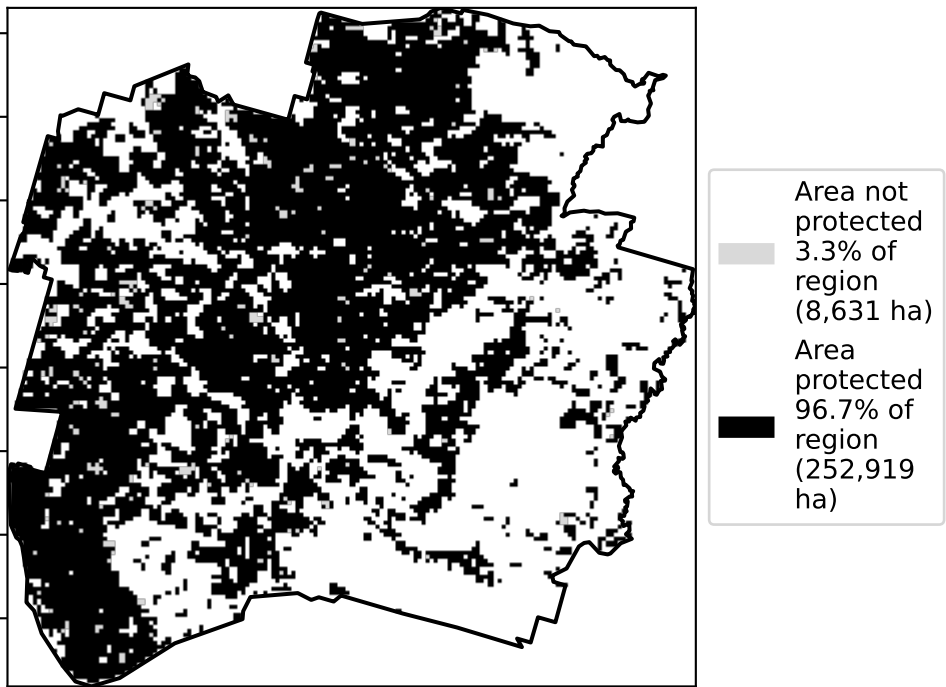 Area not
protected
3.3% of
region
(8,631 ha)
Area
protected
96.7% of
region
(252,919
ha)